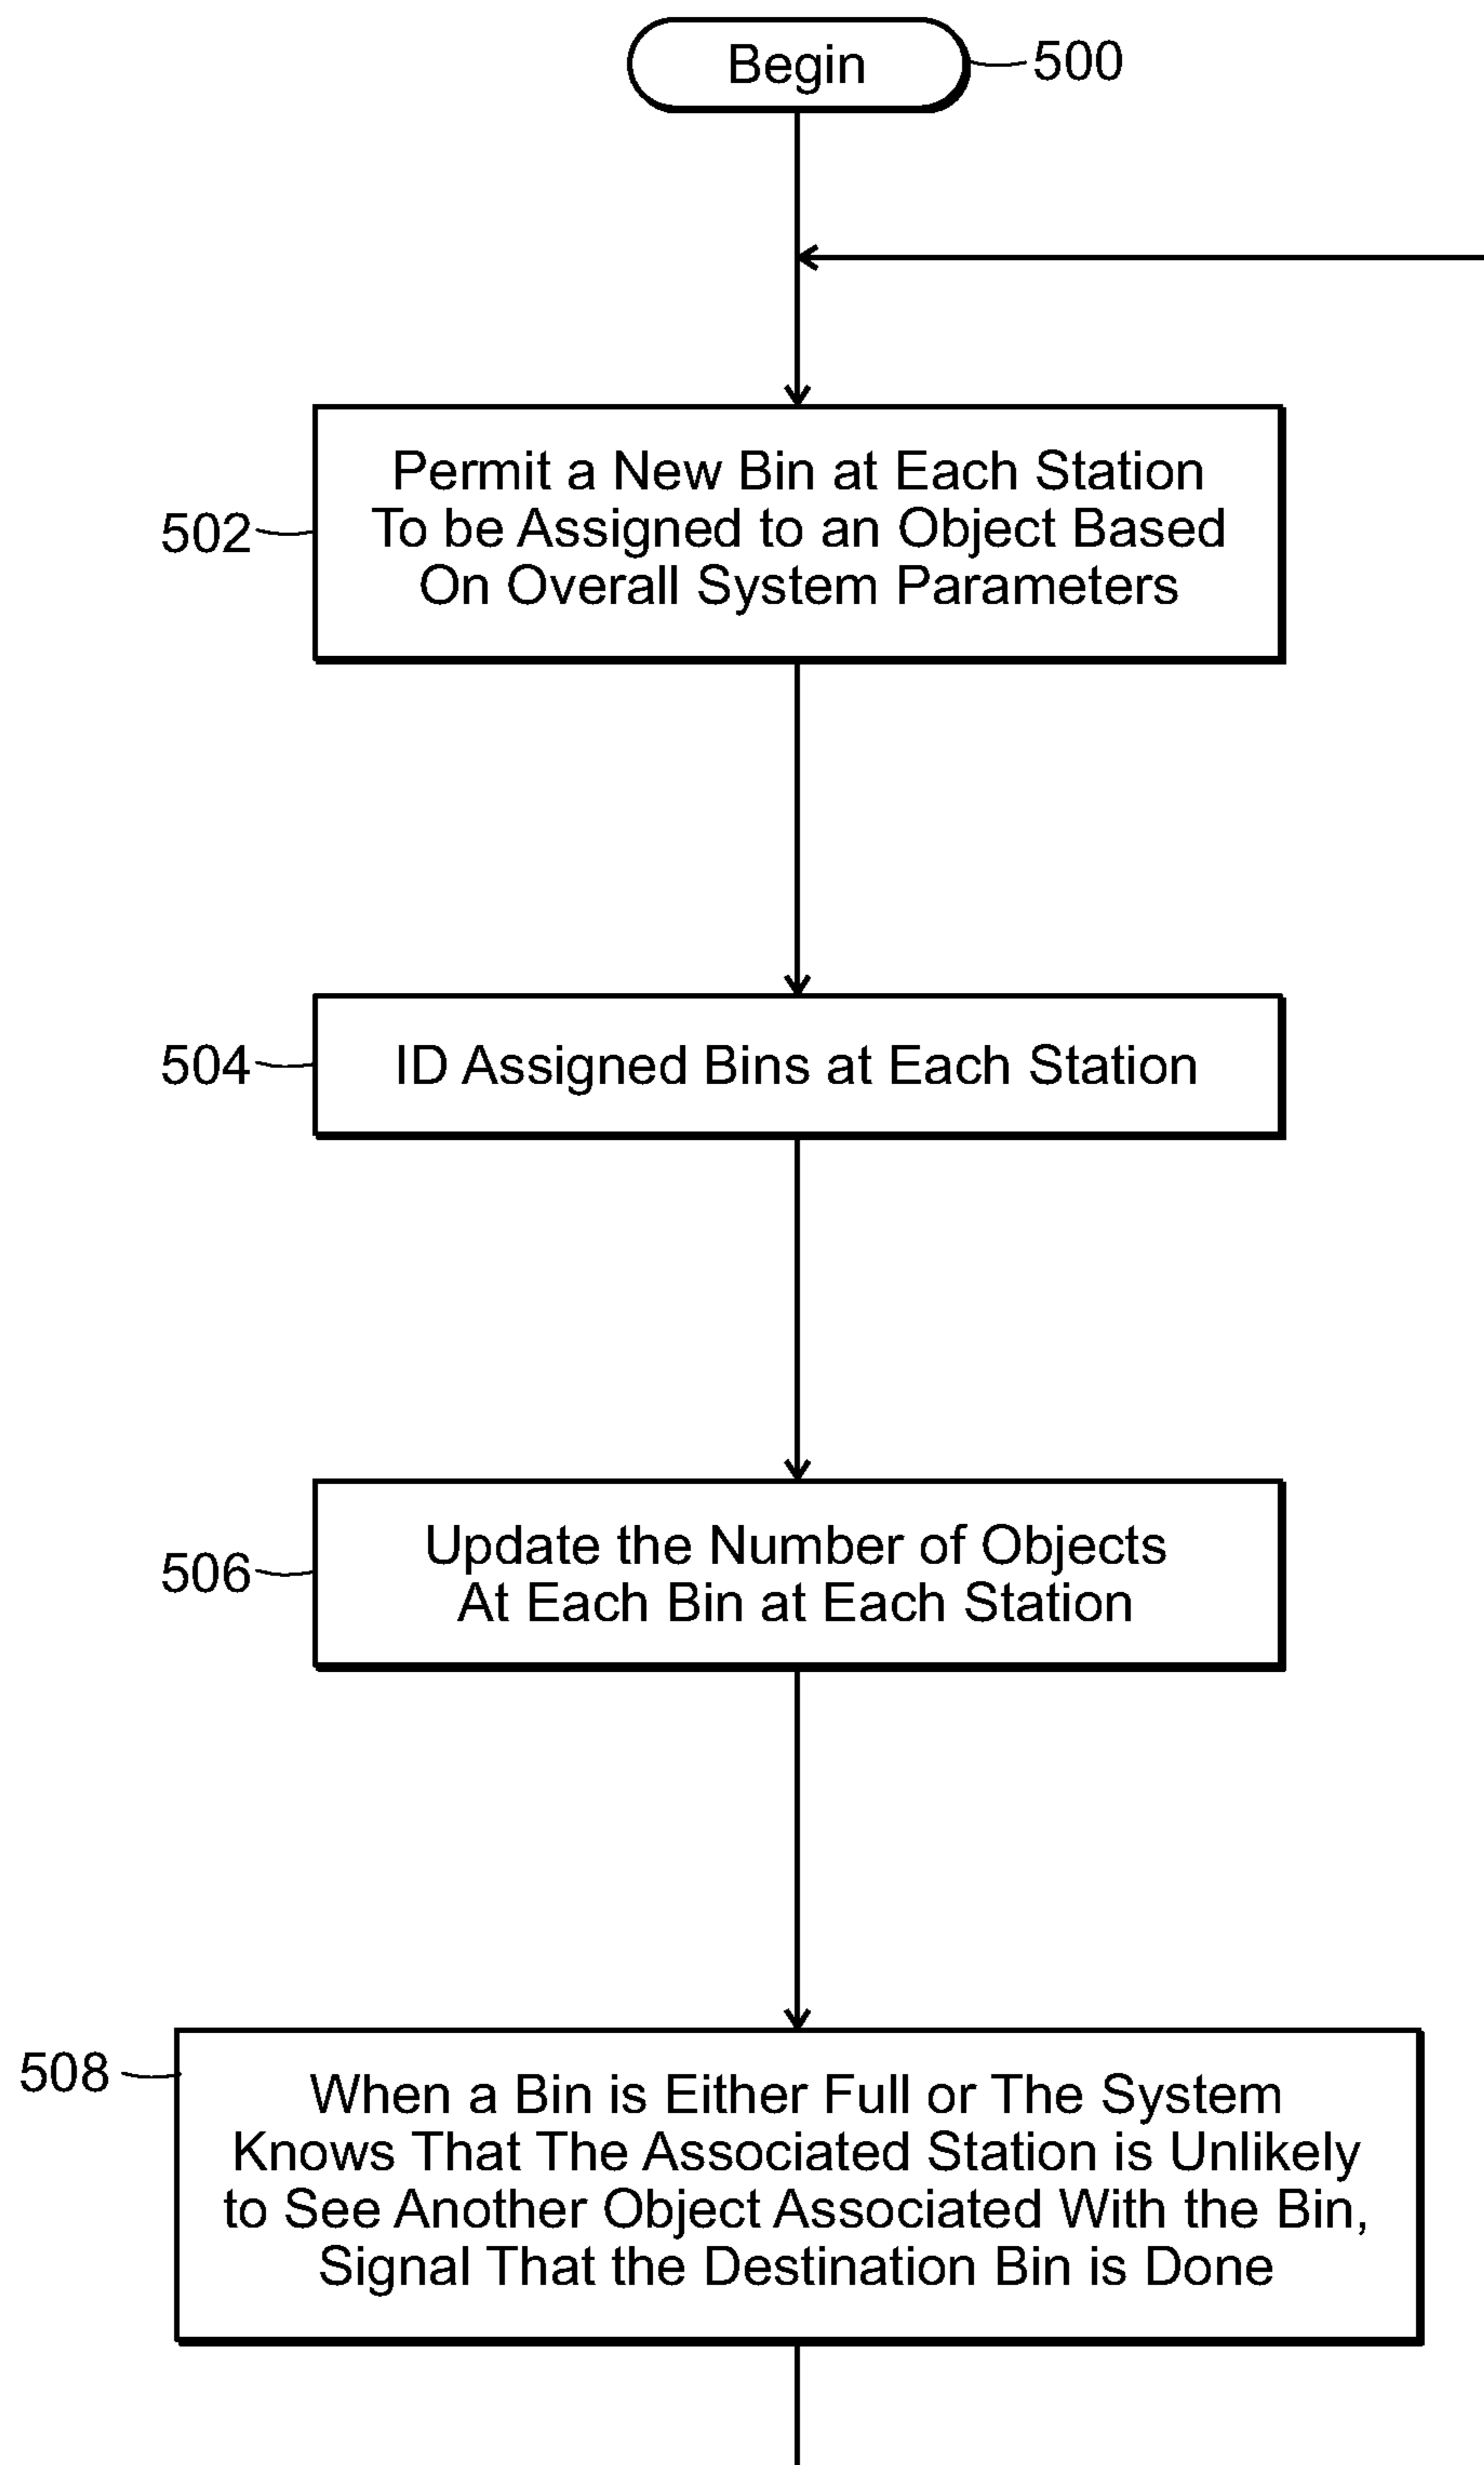 Begin
500
Permit a New Bin at Each Station
To be Assigned to an Object Based
On Overall System Parameters
502
ID Assigned Bins at Each Station
504
Update the Number of Objects
At Each Bin at Each Station
506
508
When a Bin is Either Full or The System
Knows That The Associated Station is Unlikely
to See Another Object Associated With the Bin,
Signal That the Destination Bin is Done